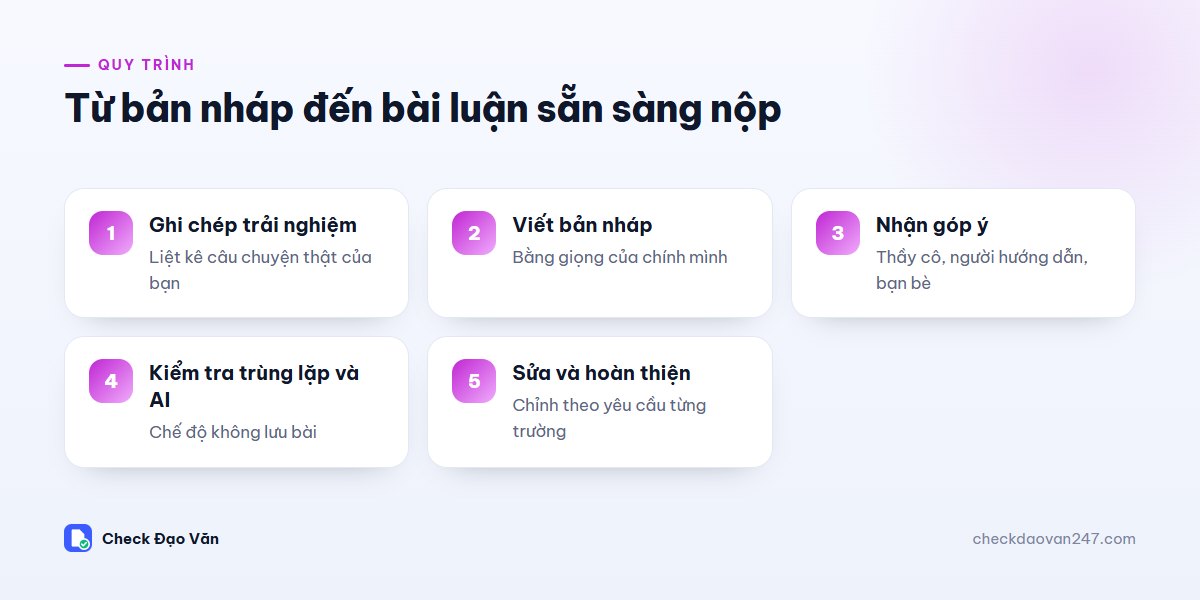 QUY TRÌNH
Từ bản nháp đến bài luận sẵn sàng nộp
1
Ghi chép trải nghiệm
Liệt kê câu chuyện thật của
bạn
2
Viết bản nháp
Bằng giọng của chính mình
3
Nhận góp ý
Thầy cô, người hướng dẫn,
bạn bè
4
Kiểm tra trùng lặp và
AI
Chế độ không lưu bài
5
Sửa và hoàn thiện
Chỉnh theo yêu cầu từng
trường
Check Đạo Văn
checkdaovan247.com